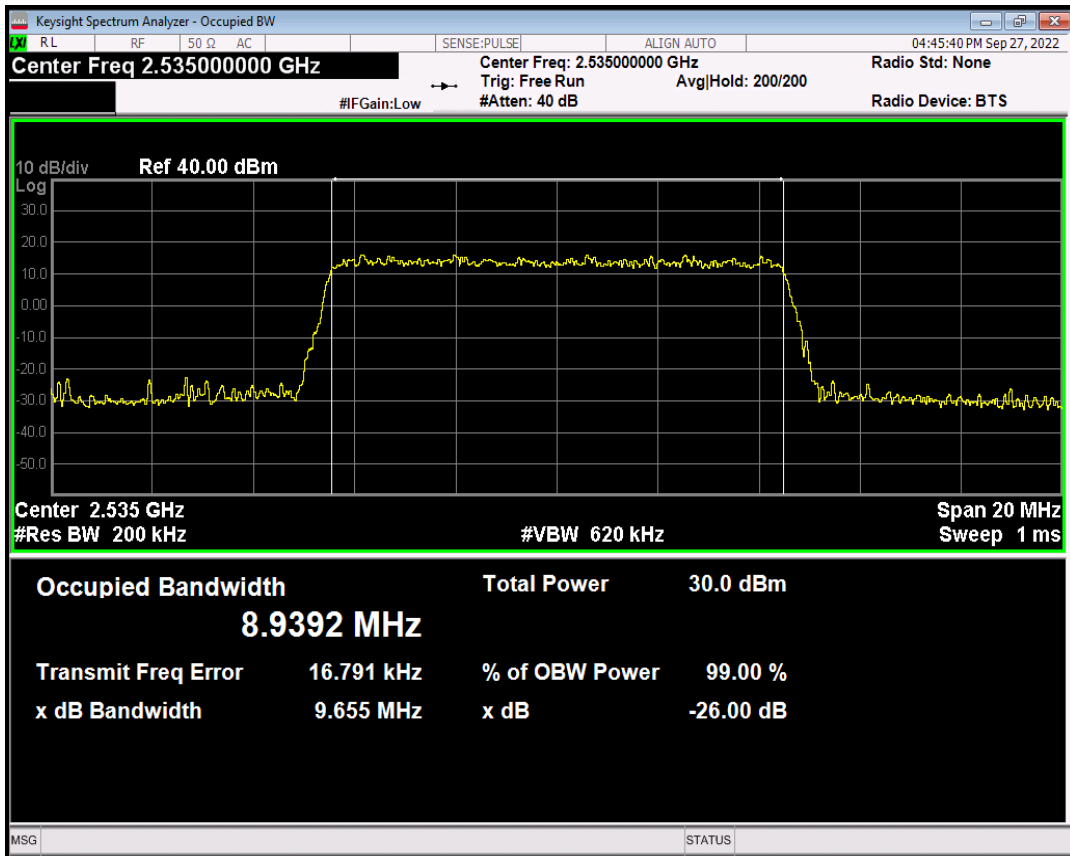 Keysight Spectrum Analyzer - Occupied BW
LXI RL RF 50 Ω AC SENSE:PULSE ALIGN AUTO 04:45:40 PM Sep 27, 2022
Center Freq 2.535000000 GHz Center Freq: 2.535000000 GHz Radio Std: None
Trig: Free Run Avg|Hold: 200/200
#IFGain:Low #Atten: 40 dB Radio Device: BTS
10 dB/div Ref 40.00 dBm
Log
30.0
20.0
10.0
0.00
-10.0
-20.0
-30.0
-40.0
-50.0
Center 2.535 GHz Span 20 MHz
#Res BW 200 kHz #VBW 620 kHz Sweep 1 ms
Occupied Bandwidth Total Power 30.0 dBm
8.9392 MHz
Transmit Freq Error 16.791 kHz % of OBW Power 99.00 %
x dB Bandwidth 9.655 MHz x dB -26.00 dB
MSG STATUS